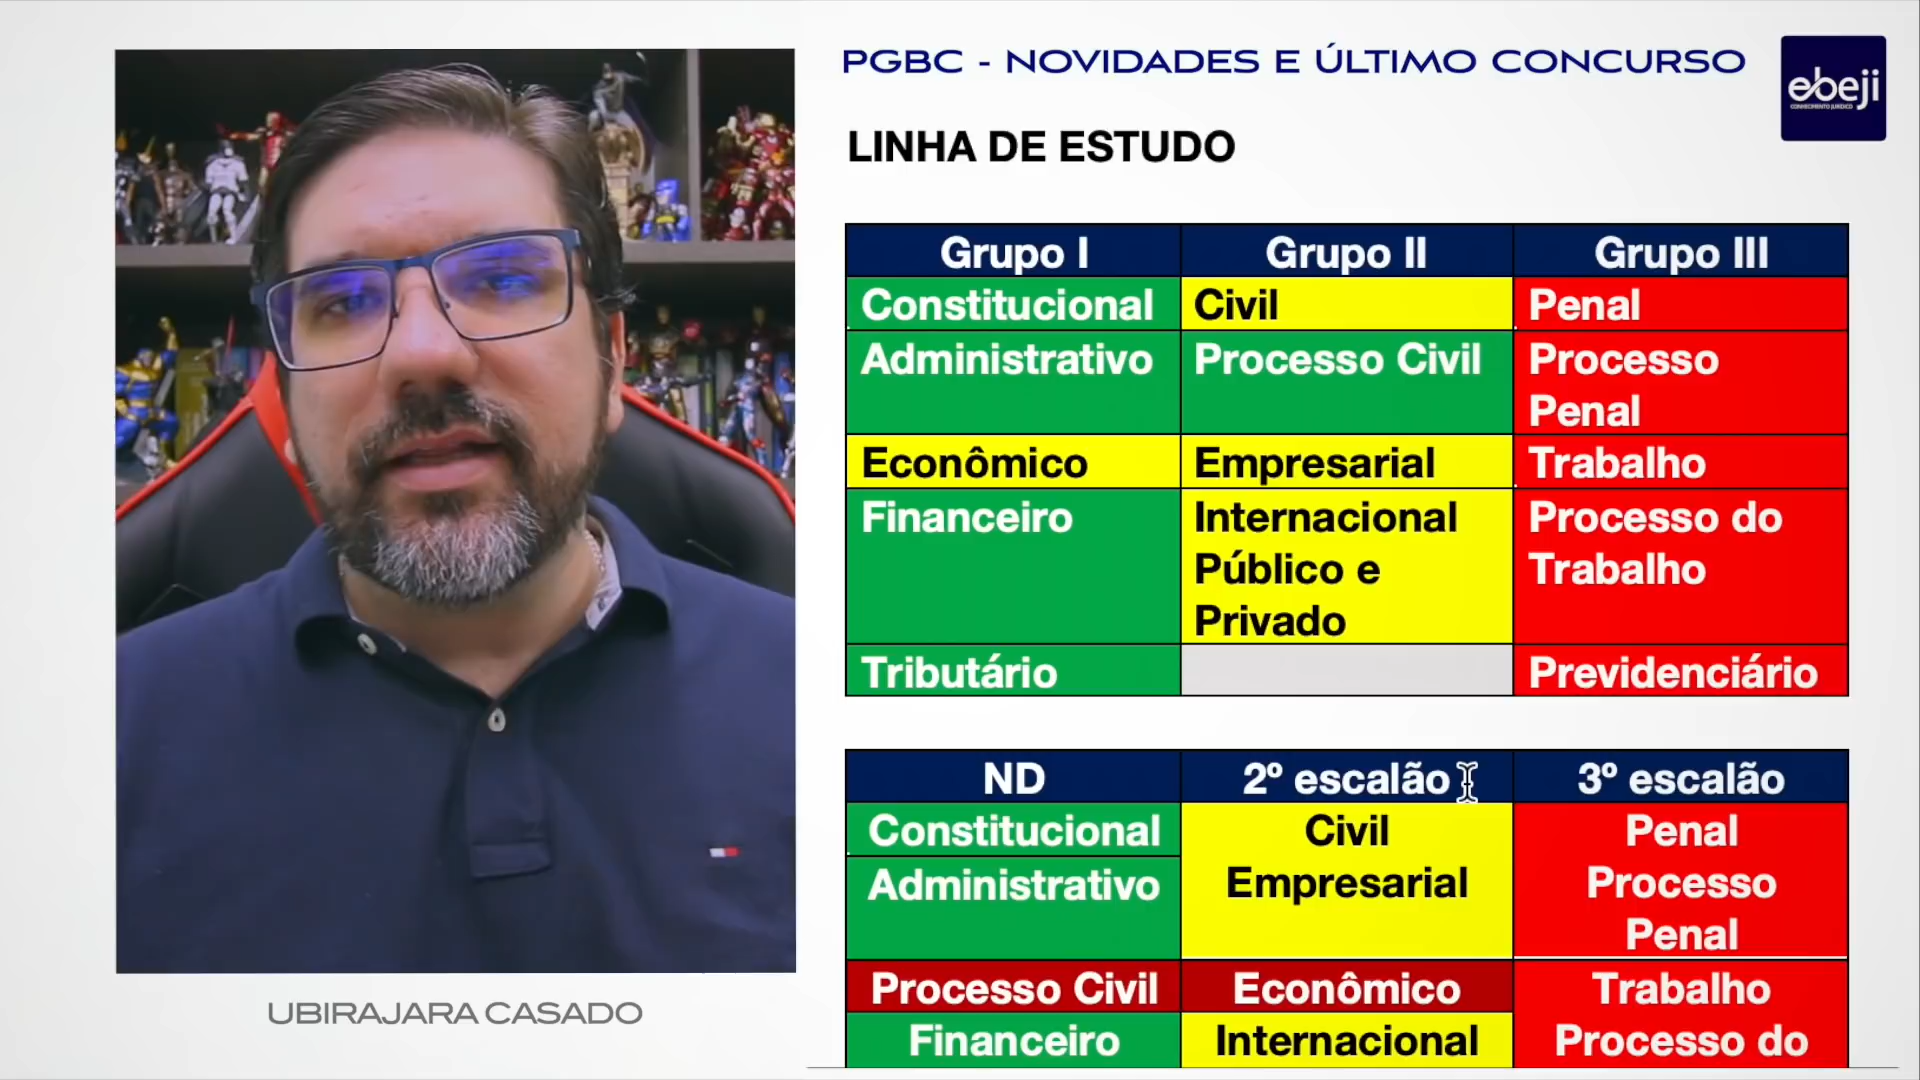 PGBC - NOVIDADES E ÚLTIMO CONCURSO
ebeji
CONHECIMENTO JURÍDICO
LINHA DE ESTUDO
Grupo I Grupo II Grupo III
Constitucional Civil Penal
Administrativo Processo Civil Processo
Penal
Econômico Empresarial Trabalho
Financeiro Internacional Processo do
Público e Trabalho
Privado
Tributário Previdenciário
ND 2º escalão 3º escalão
Constitucional Civil Penal
Administrativo Empresarial Processo
Penal
Processo Civil Econômico Trabalho
Financeiro Internacional Processo do
UBIRAJARA CASADO